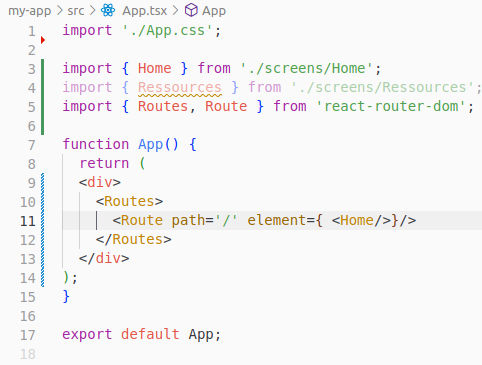 my-app > src > App.tsx > App
1 import './App.css';
2
3 import { Home } from './screens/Home';
4 import { Ressources } from './screens/Ressources';
5 import { Routes, Route } from 'react-router-dom';
6
7 function App() {
8 return (
9 <div>
10 <Routes>
11 <Route path='/' element={ <Home/>}/>
12 </Routes>
13 </div>
14 );
15 }
16
17 export default App;
18